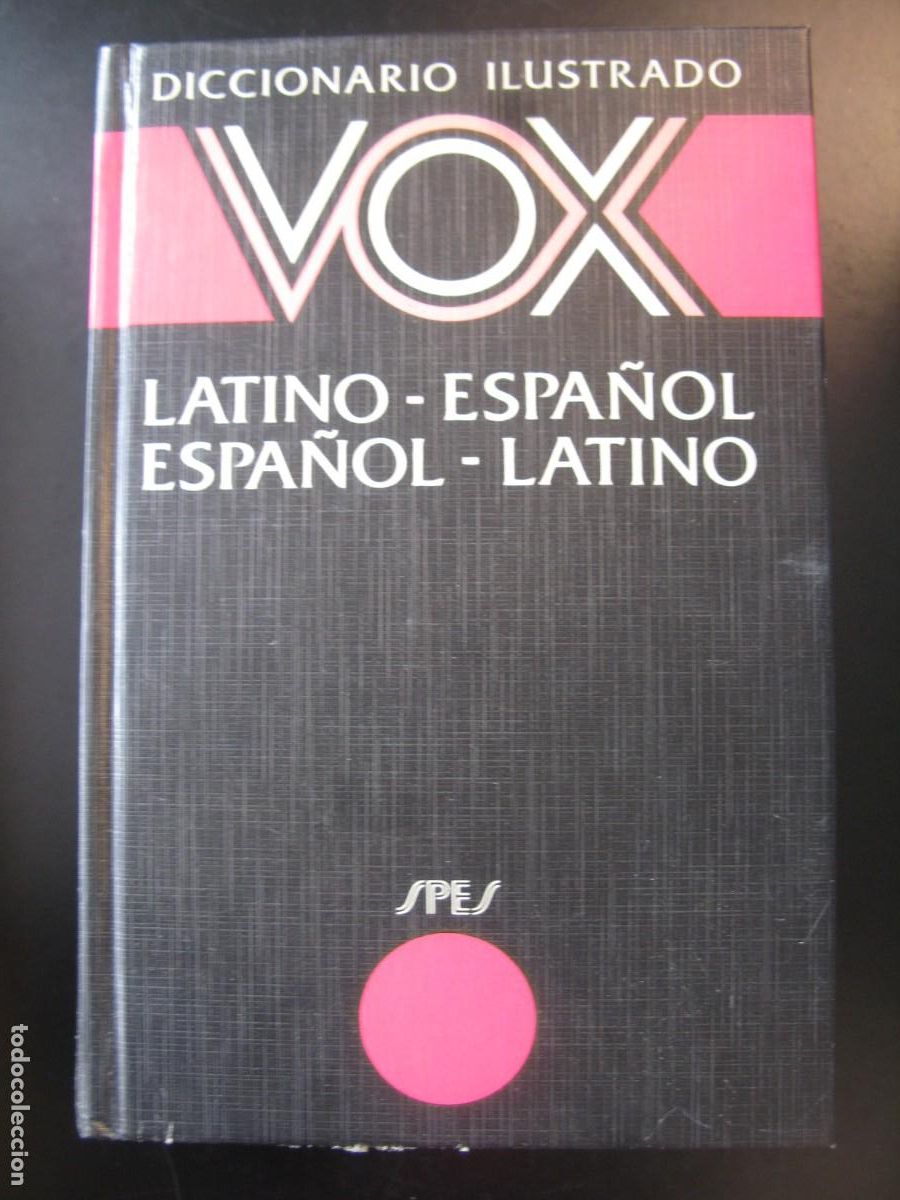 DICCIONARIO ILUSTRADO
VOX
LATINO - ESPAÑOL
ESPAÑOL - LATINO
SPES
todocoleccion